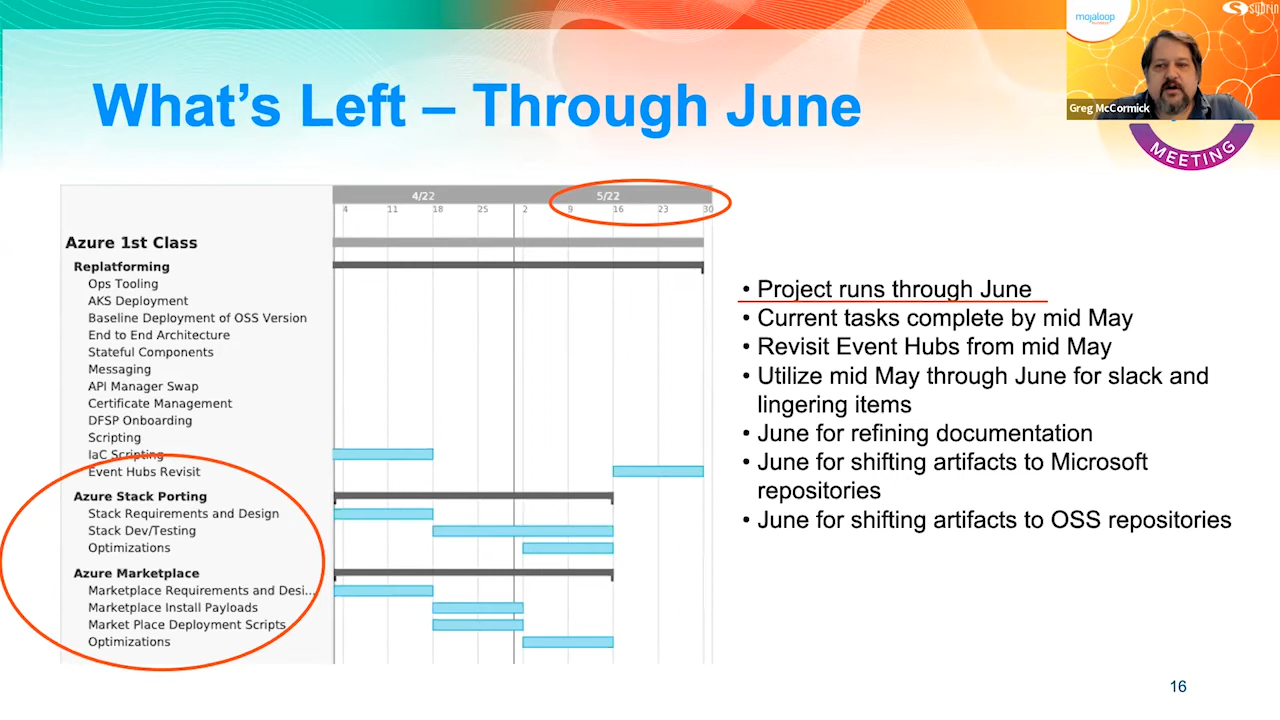 mojaloop
sybrin
Greg McCormick
MEETING
What's Left – Through June
4/22
5/22
4 11 18 25 2 9 16 23 30
Azure 1st Class
Replatforming
Ops Tooling
AKS Deployment
Baseline Deployment of OSS Version
End to End Architecture
Stateful Components
Messaging
API Manager Swap
Certificate Management
DFSP Onboarding
Scripting
IaC Scripting
Event Hubs Revisit
Azure Stack Porting
Stack Requirements and Design
Stack Dev/Testing
Optimizations
Azure Marketplace
Marketplace Requirements and Desi...
Marketplace Install Payloads
Market Place Deployment Scripts
Optimizations
• Project runs through June
• Current tasks complete by mid May
• Revisit Event Hubs from mid May
• Utilize mid May through June for slack and
lingering items
• June for refining documentation
• June for shifting artifacts to Microsoft
repositories
• June for shifting artifacts to OSS repositories
16